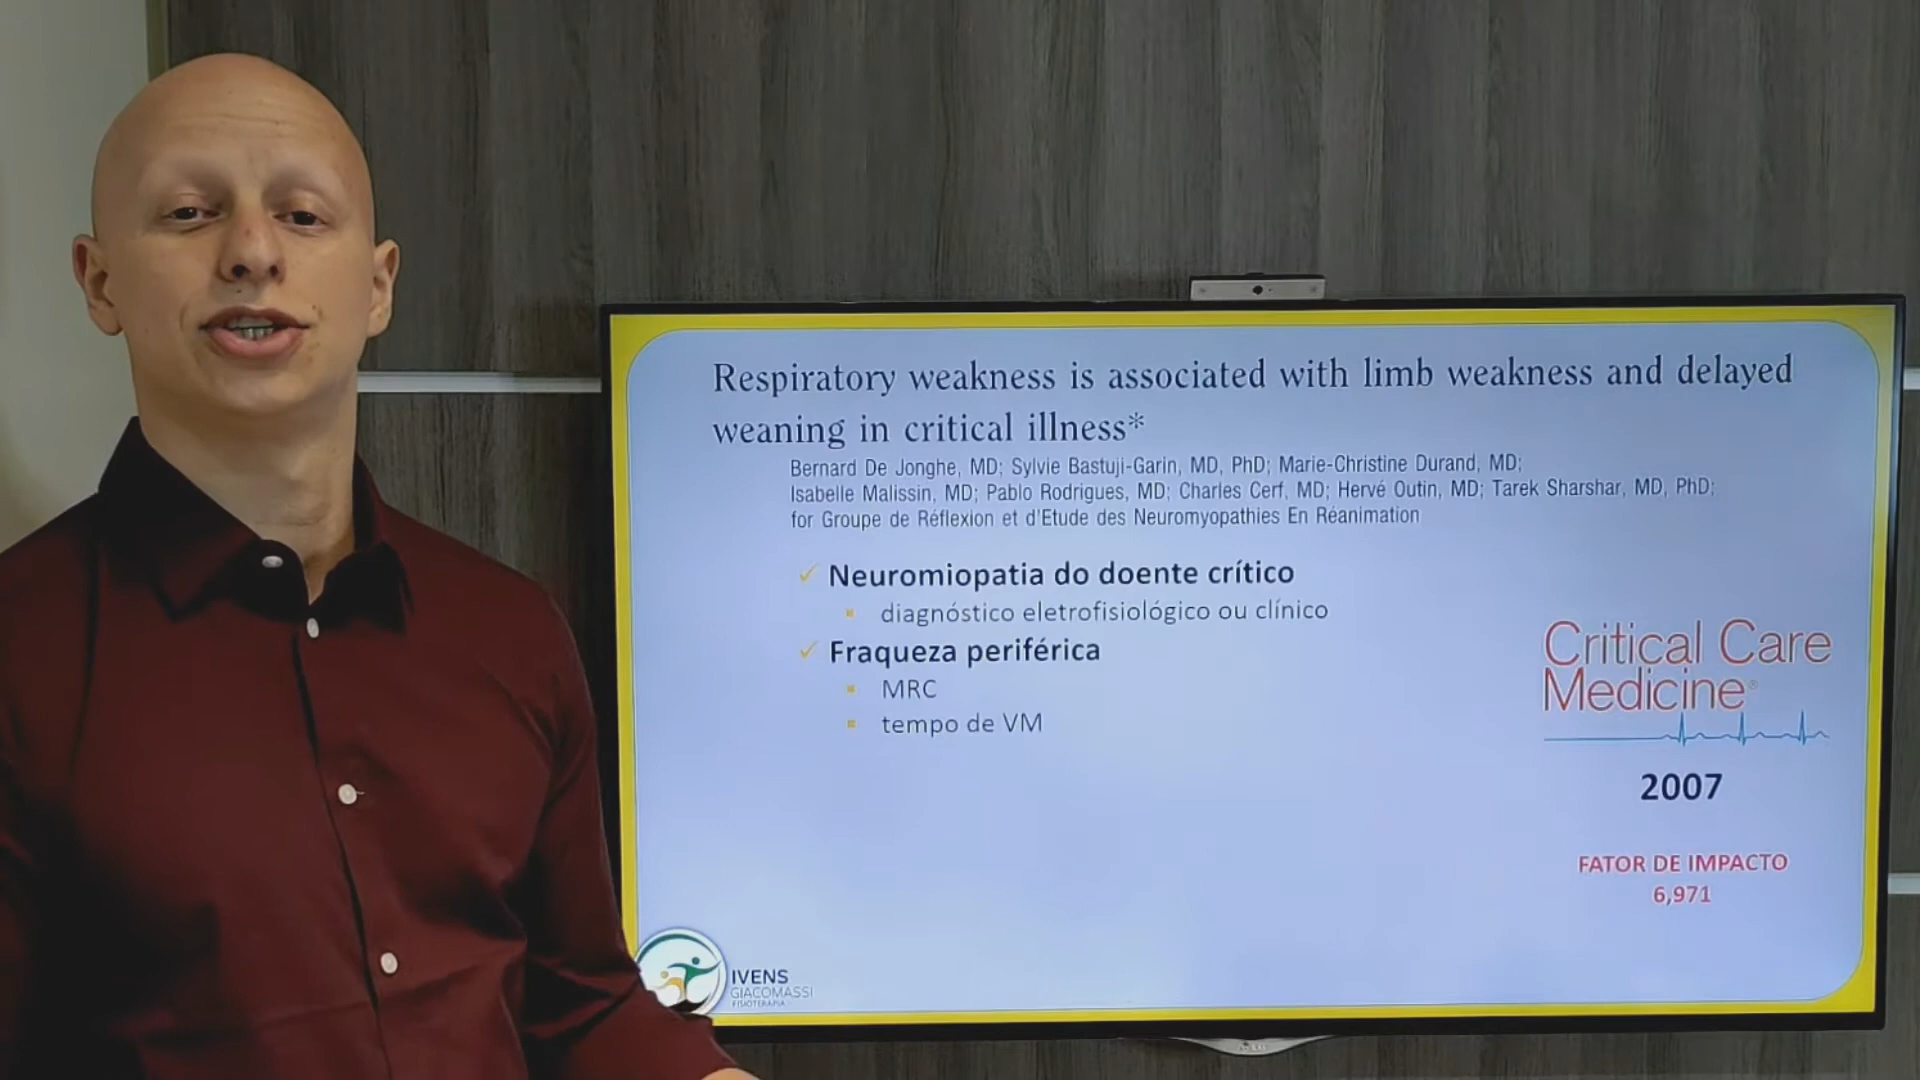 Respiratory weakness is associated with limb weakness and delayed
weaning in critical illness*
Bernard De Jonghe, MD; Sylvie Bastuji-Garin, MD, PhD; Marie-Christine Durand, MD;
Isabelle Malissin, MD; Pablo Rodrigues, MD; Charles Cerf, MD; Hervé Outin, MD; Tarek Sharshar, MD, PhD;
for Groupe de Réflexion et d'Etude des Neuromyopathies En Réanimation
Neuromiopatia do doente crítico
diagnóstico eletrofisiológico ou clínico
Fraqueza periférica
MRC
tempo de VM
Critical Care
Medicine®
2007
FATOR DE IMPACTO
6,971
IVENS
GIACOMASSI
FISIOTERAPIA